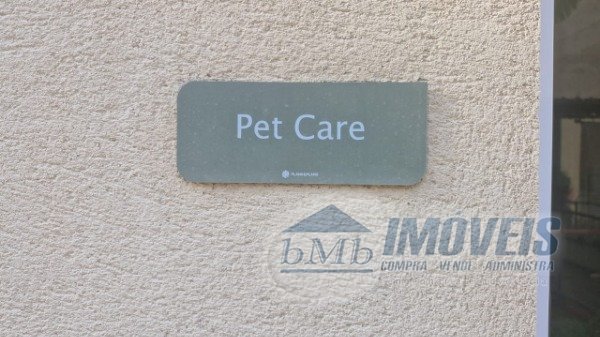 Pet Care
bMb IMOVEIS
COMPRA VENDE ADMINISTRA